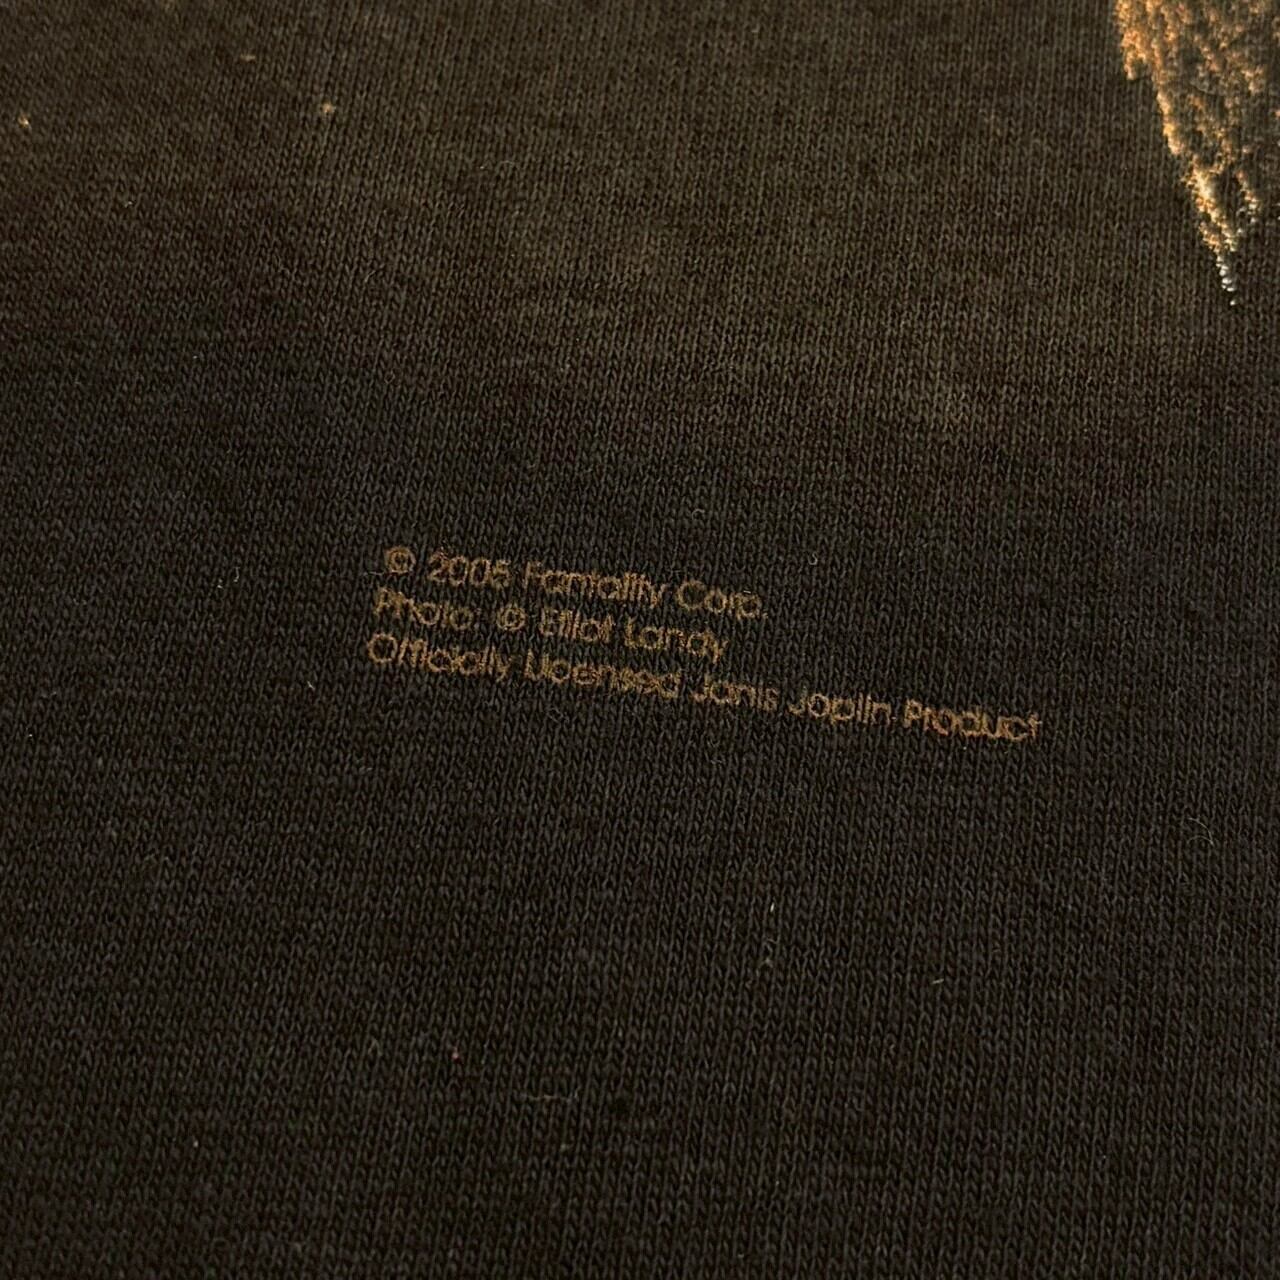 © 2005 Fantality Corp.
Photo: © Elliot Landy
Officially Licensed Janis Joplin Product